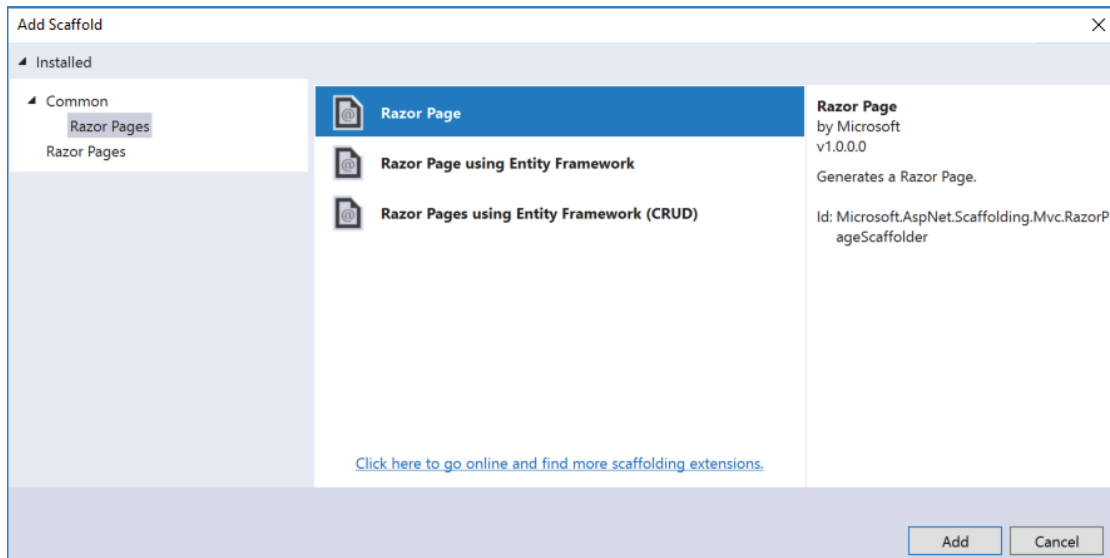 Add Scaffold
Installed
Common
Razor Pages
Razor Pages
Razor Page
Razor Page using Entity Framework
Razor Pages using Entity Framework (CRUD)
Click here to go online and find more scaffolding extensions.
Razor Page
by Microsoft
v1.0.0.0
Generates a Razor Page.
Id: Microsoft.AspNet.Scaffolding.Mvc.RazorP
ageScaffolder
Add
Cancel